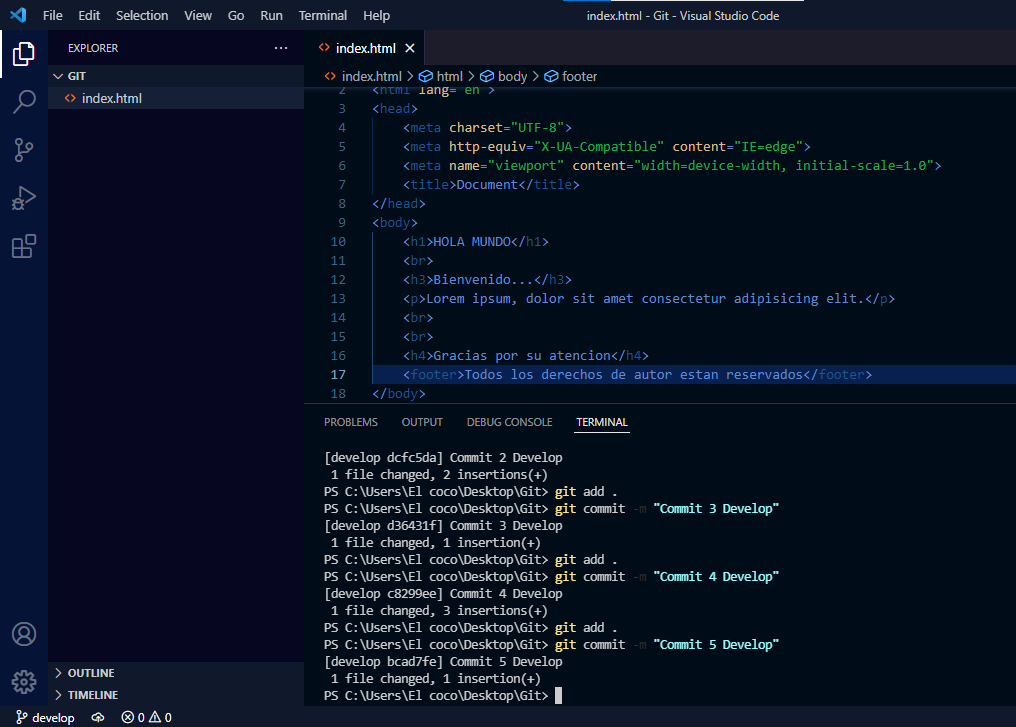 File Edit Selection View Go Run Terminal Help index.html - Git - Visual Studio Code
EXPLORER ···
GIT
index.html
index.html
index.html > html > body > footer
2 <html lang="en">
3 <head>
4 <meta charset="UTF-8">
5 <meta http-equiv="X-UA-Compatible" content="IE=edge">
6 <meta name="viewport" content="width=device-width, initial-scale=1.0">
7 <title>Document</title>
8 </head>
9 <body>
10 <h1>HOLA MUNDO</h1>
11 <br>
12 <h3>Bienvenido...</h3>
13 <p>Lorem ipsum, dolor sit amet consectetur adipisicing elit.</p>
14 <br>
15 <br>
16 <h4>Gracias por su atencion</h4>
17 <footer>Todos los derechos de autor estan reservados</footer>
18 </body>
PROBLEMS OUTPUT DEBUG CONSOLE TERMINAL
[develop dcfc5da] Commit 2 Develop
1 file changed, 2 insertions(+)
PS C:\Users\El coco\Desktop\Git> git add .
PS C:\Users\El coco\Desktop\Git> git commit -m "Commit 3 Develop"
[develop d36431f] Commit 3 Develop
1 file changed, 1 insertion(+)
PS C:\Users\El coco\Desktop\Git> git add .
PS C:\Users\El coco\Desktop\Git> git commit -m "Commit 4 Develop"
[develop c8299ee] Commit 4 Develop
1 file changed, 3 insertions(+)
PS C:\Users\El coco\Desktop\Git> git add .
PS C:\Users\El coco\Desktop\Git> git commit -m "Commit 5 Develop"
[develop bcad7fe] Commit 5 Develop
1 file changed, 1 insertion(+)
PS C:\Users\El coco\Desktop\Git>
OUTLINE
TIMELINE
develop 0 0